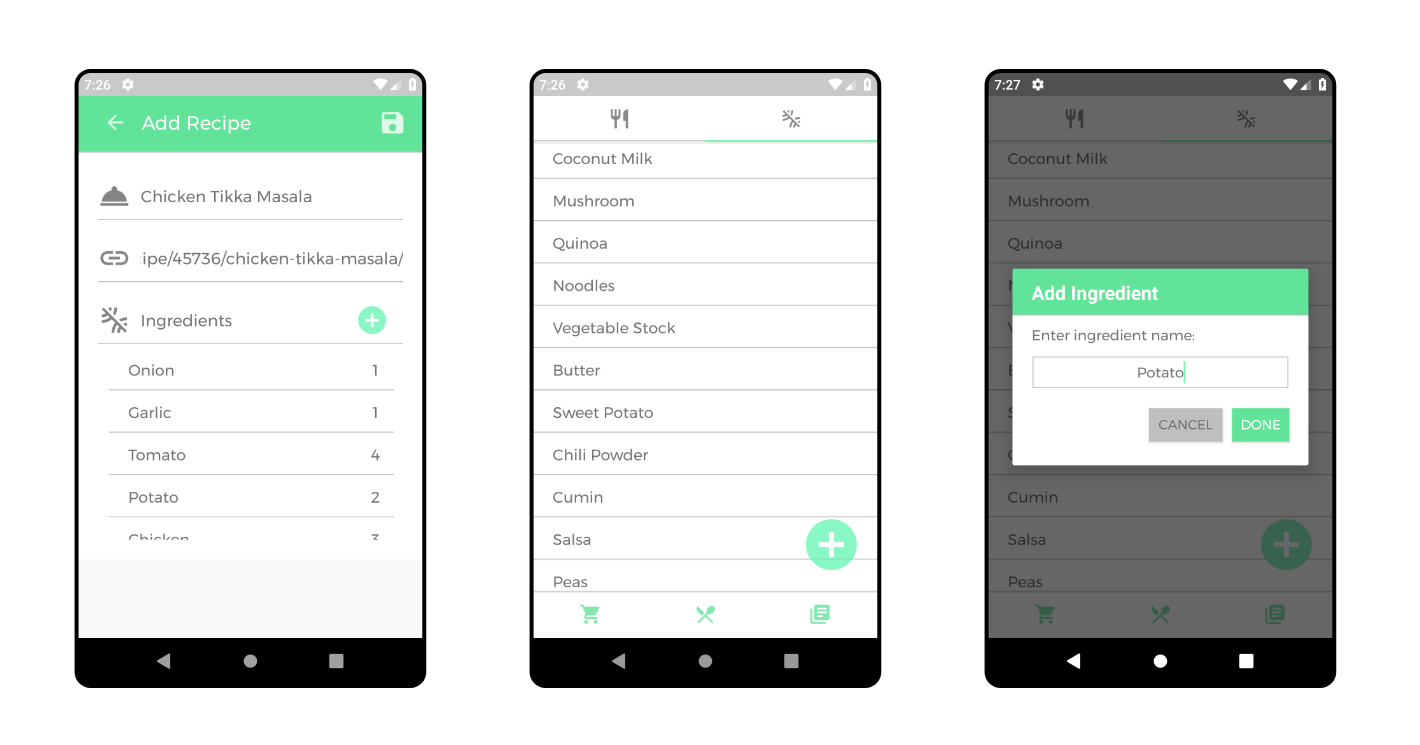 7:26
Add Recipe
Chicken Tikka Masala
ipe/45736/chicken-tikka-masala/
Ingredients
Onion 1
Garlic 1
Tomato 4
Potato 2
Chicken 3
7:26
Coconut Milk
Mushroom
Quinoa
Noodles
Vegetable Stock
Butter
Sweet Potato
Chili Powder
Cumin
Salsa
Peas
7:27
Coconut Milk
Mushroom
Quinoa
Add Ingredient
Enter ingredient name:
Potato
CANCEL DONE
Cumin
Salsa
Peas